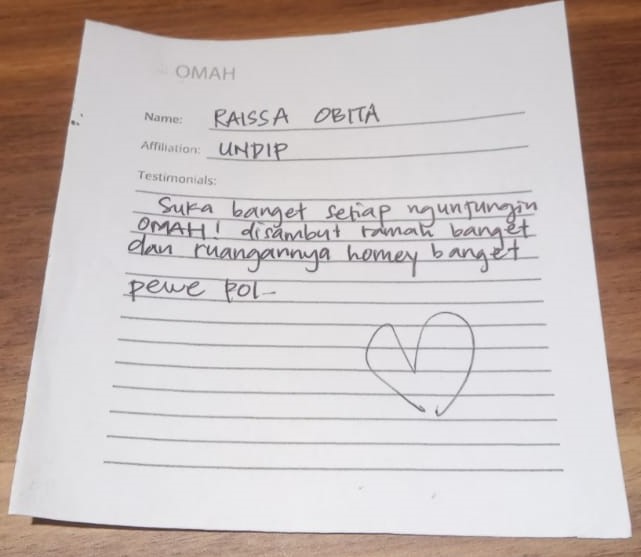 OMAH
Name: RAISSA OBITA
Affiliation: UNDIP
Testimonials:
Suka banget setiap ngunjungin
OMAH! disambut ramah banget
dan ruangannya homey banget
pewe pol